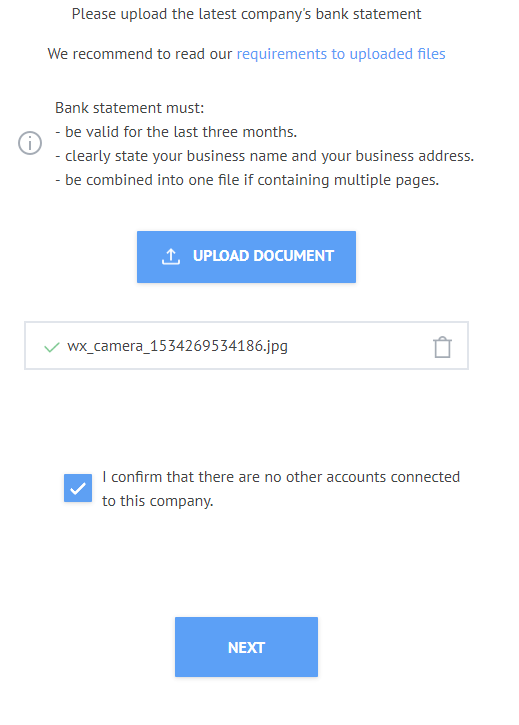 Please upload the latest company's bank statement
We recommend to read our requirements to uploaded files
Bank statement must:
- be valid for the last three months.
- clearly state your business name and your business address.
- be combined into one file if containing multiple pages.
UPLOAD DOCUMENT
wx_camera_1534269534186.jpg
I confirm that there are no other accounts connected
to this company.
NEXT